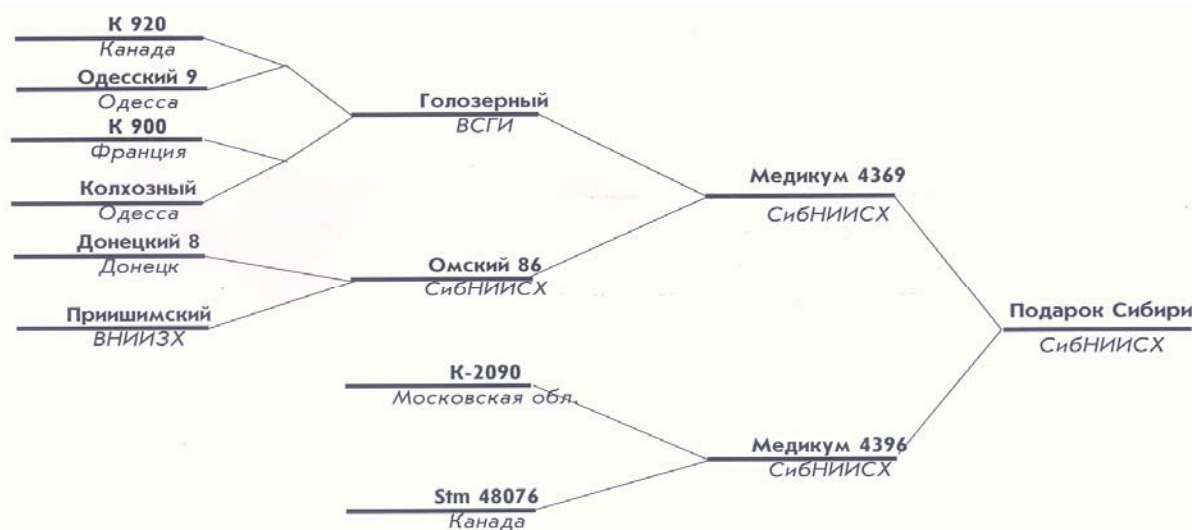 К 920
Канада
Одесский 9
Одесса
К 900
Франция
Колхозный
Одесса
Донецкий 8
Донецк
Приишимский
ВНИИЗХ
Голозерный
ВСГИ
Омский 86
СибНИИСХ
К-2090
Московская обл.
Stm 48076
Канада
Медикум 4369
СибНИИСХ
Медикум 4396
СибНИИСХ
Подарок Сибири
СибНИИСХ